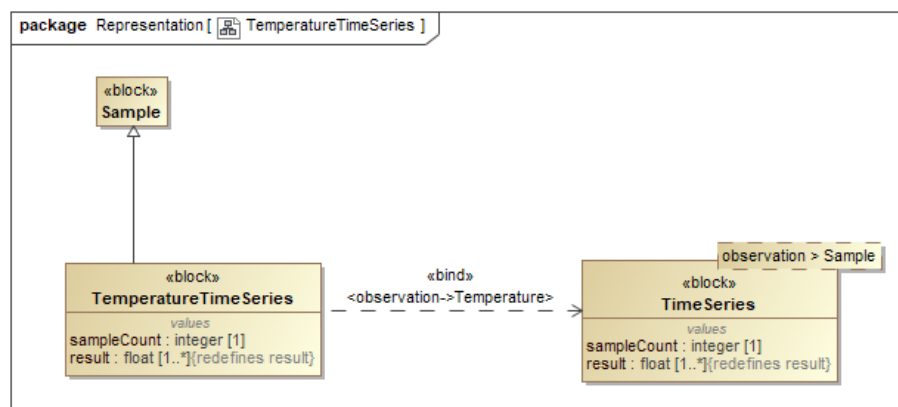 package Representation [ TemperatureTimeSeries ]
«block»
Sample
observation > Sample
«block»
TemperatureTimeSeries
values
sampleCount : integer [1]
result : float [1..*]{redefines result}
«bind»
<observation->Temperature>
«block»
TimeSeries
values
sampleCount : integer [1]
result : float [1..*]{redefines result}